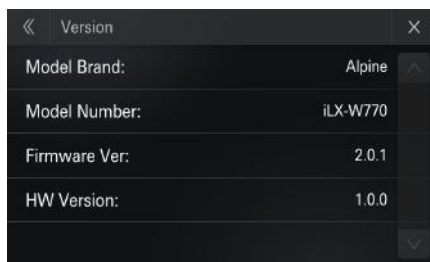 Version
Model Brand: Alpine
Model Number: iLX-W770
Firmware Ver: 2.0.1
HW Version: 1.0.0